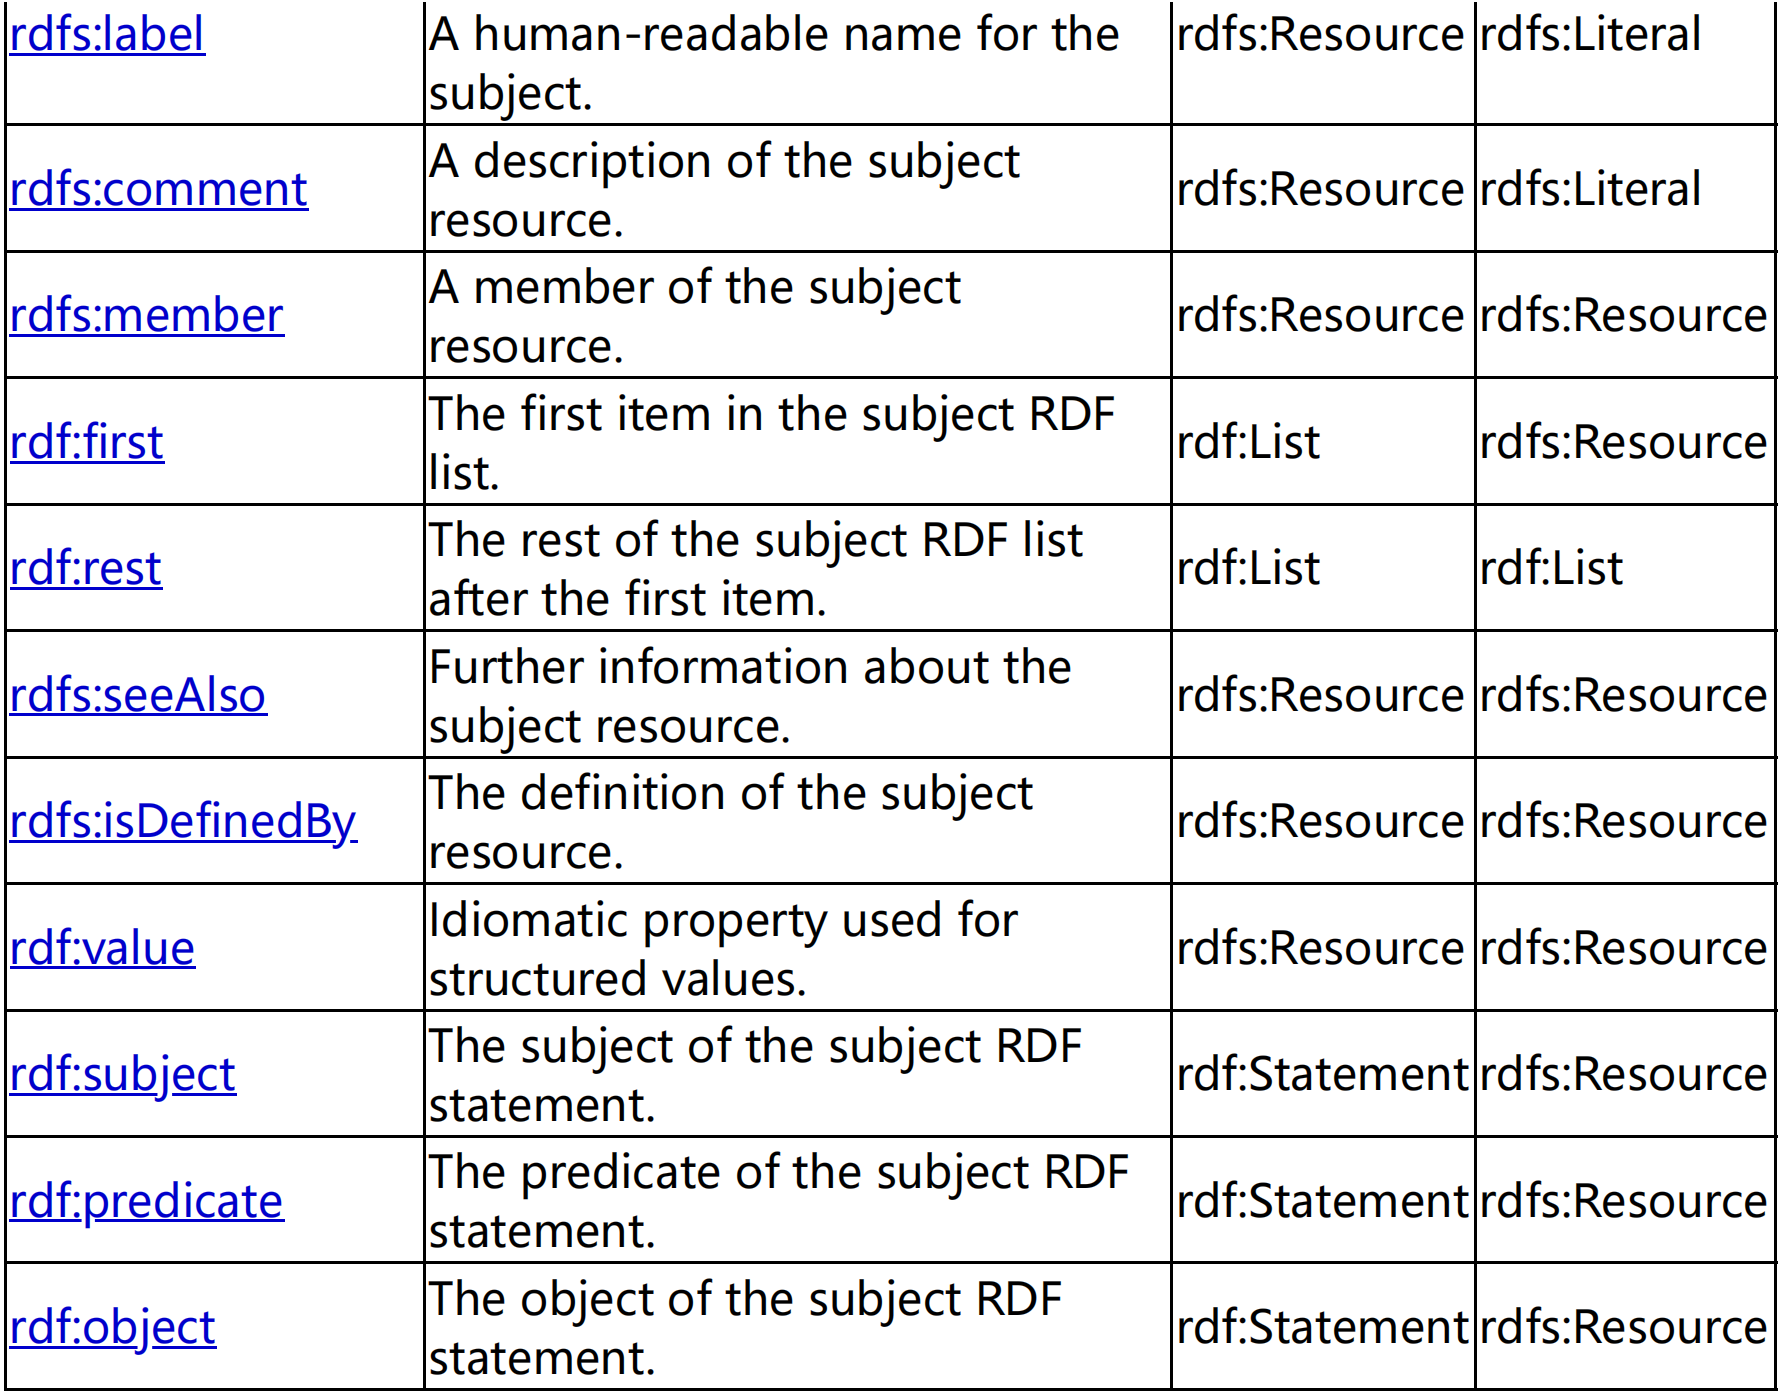 rdfs:label A human-readable name for the rdfs:Resource rdfs:Literal
subject.
rdfs:comment A description of the subject rdfs:Resource rdfs:Literal
resource.
rdfs:member A member of the subject rdfs:Resource rdfs:Resource
resource.
rdf:first The first item in the subject RDF rdf:List rdfs:Resource
list.
rdf:rest The rest of the subject RDF list rdf:List rdf:List
after the first item.
rdfs:seeAlso Further information about the rdfs:Resource rdfs:Resource
subject resource.
rdfs:isDefinedBy The definition of the subject rdfs:Resource rdfs:Resource
resource.
rdf:value Idiomatic property used for rdfs:Resource rdfs:Resource
structured values.
rdf:subject The subject of the subject RDF rdf:Statement rdfs:Resource
statement.
rdf:predicate The predicate of the subject RDF rdf:Statement rdfs:Resource
statement.
rdf:object The object of the subject RDF rdf:Statement rdfs:Resource
statement.